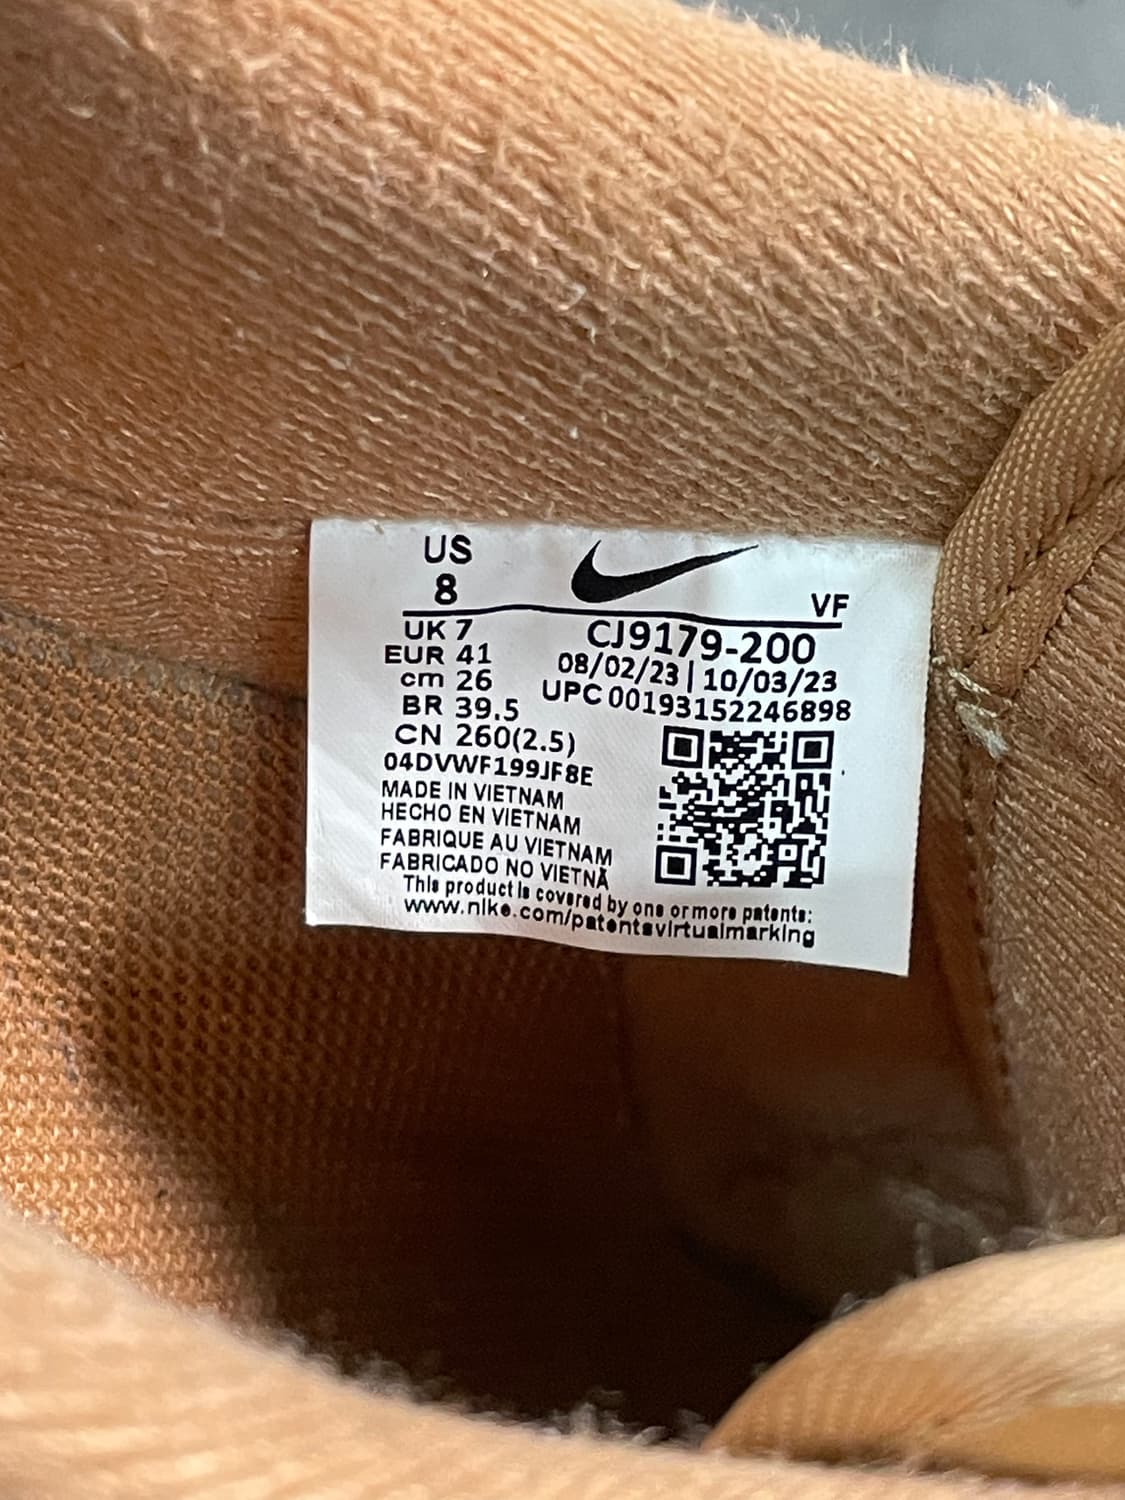 US
8
VF
UK 7
EUR 41
cm 26
BR 39.5
CN 260(2.5)
04DVWF199JF8E
MADE IN VIETNAM
HECHO EN VIETNAM
FABRIQUE AU VIETNAM
FABRICADO NO VIETNÃ
CJ9179-200
08/02/23 | 10/03/23
UPC 00193152246898
This product is covered by one or more patents:
www.nike.com/patentsvirtualmarking